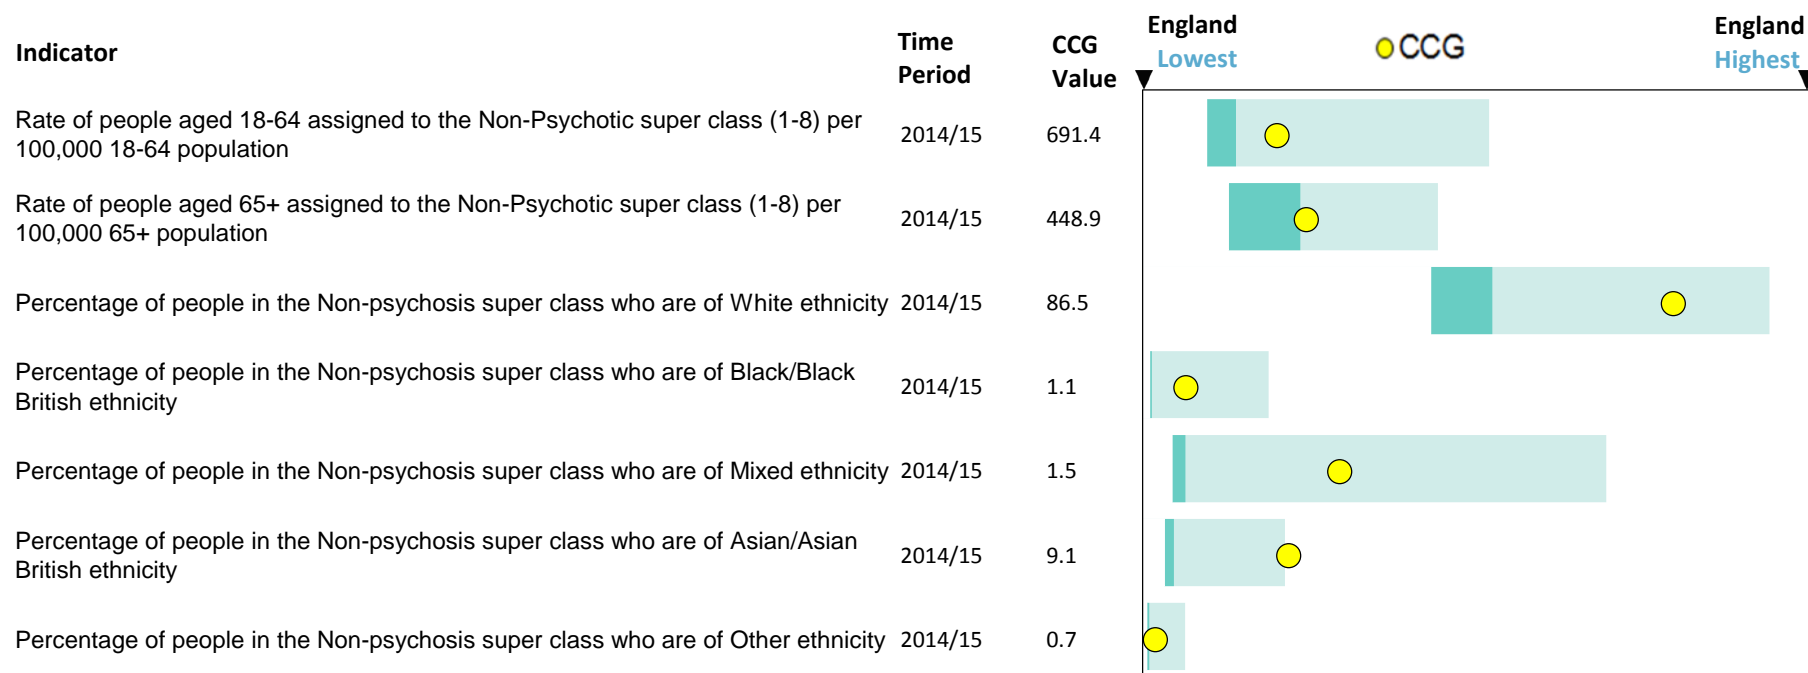 Indicator
Time
Period
CCG
Value
England
Lowest
CCG
England
Highest
Rate of people aged 18-64 assigned to the Non-Psychotic super class (1-8) per
100,000 18-64 population
2014/15
691.4
Rate of people aged 65+ assigned to the Non-Psychotic super class (1-8) per
100,000 65+ population
2014/15
448.9
Percentage of people in the Non-psychosis super class who are of White ethnicity
2014/15
86.5
Percentage of people in the Non-psychosis super class who are of Black/Black
British ethnicity
2014/15
1.1
Percentage of people in the Non-psychosis super class who are of Mixed ethnicity
2014/15
1.5
Percentage of people in the Non-psychosis super class who are of Asian/Asian
British ethnicity
2014/15
9.1
Percentage of people in the Non-psychosis super class who are of Other ethnicity
2014/15
0.7